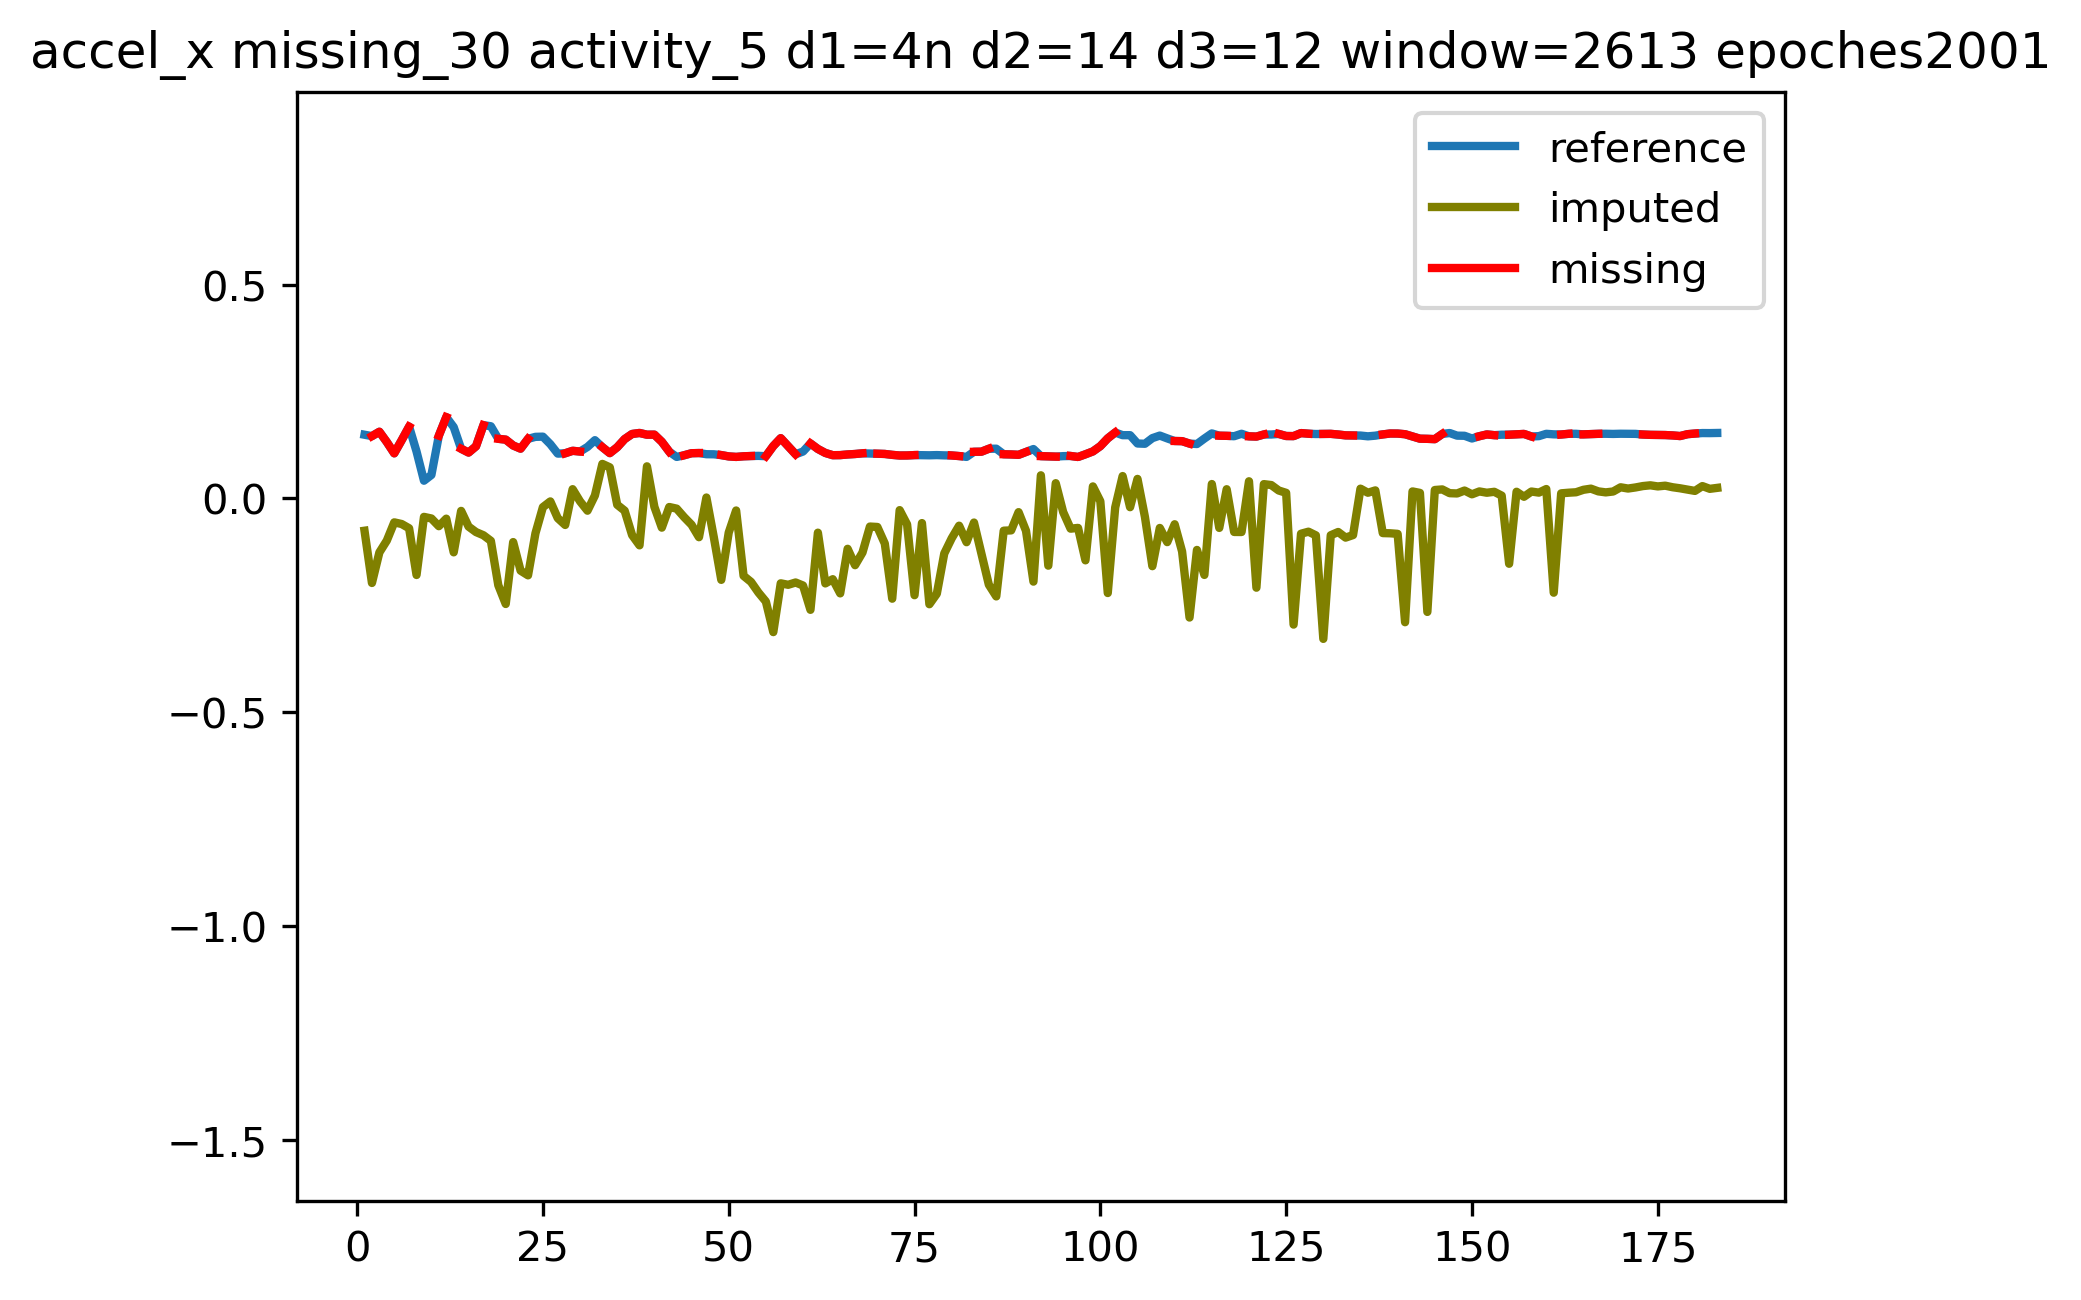 accel_x missing_30 activity_5 d1=4n d2=14 d3=12 window=2613 epoches2001
reference
imputed
missing
0.5
0.0
−0.5
−1.0
−1.5
0 25 50 75 100 125 150 175